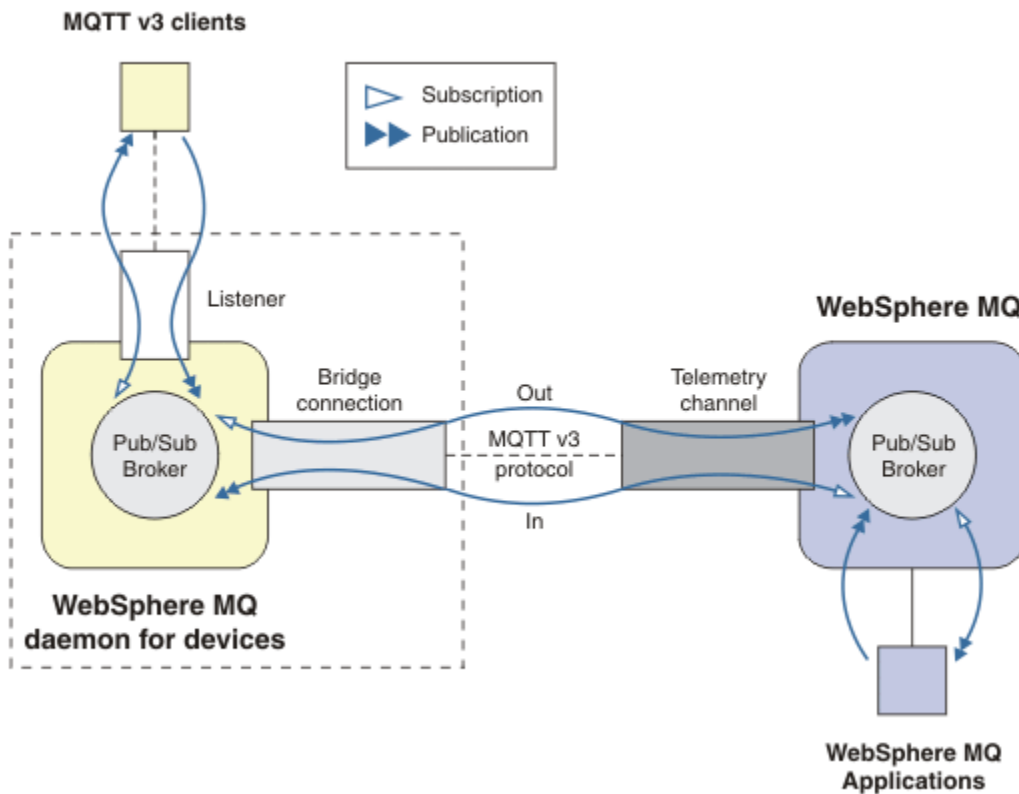 MQTT v3 clients
Subscription
Publication
Listener
WebSphere MQ
Bridge
connection
Out
Telemetry
channel
Pub/Sub
Broker
MQTT v3
protocol
Pub/Sub
Broker
In
WebSphere MQ
daemon for devices
WebSphere MQ
Applications